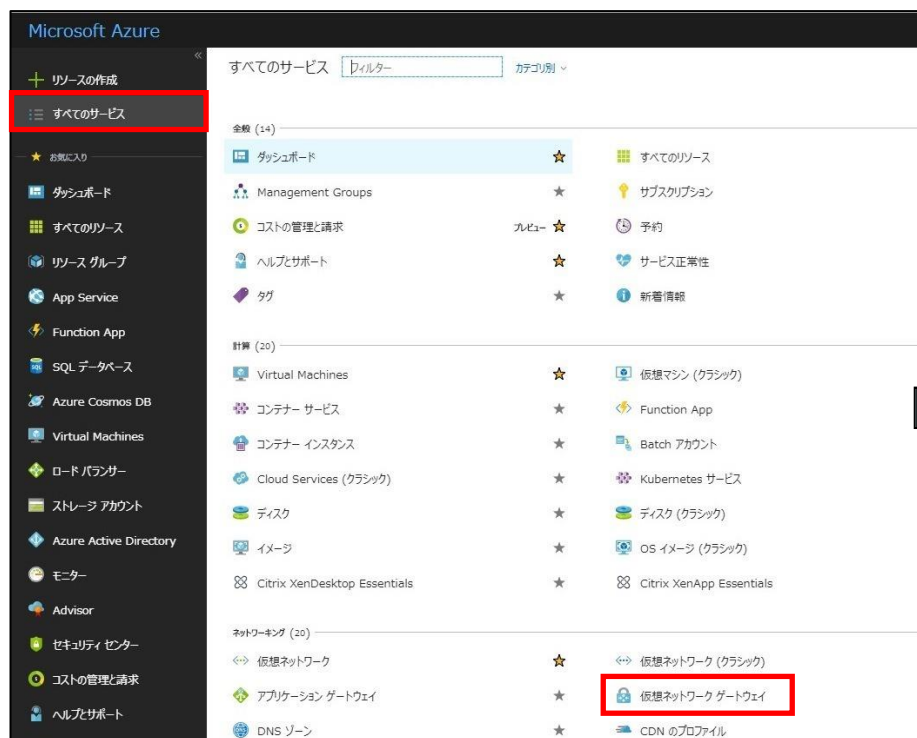 Microsoft Azure
«
リソースの作成
すべてのサービス
お気に入り
ダッシュボード
すべてのリソース
リソース グループ
App Service
Function App
SQL データベース
Azure Cosmos DB
Virtual Machines
ロード バランサー
ストレージ アカウント
Azure Active Directory
モニター
Advisor
セキュリティ センター
コストの管理と請求
ヘルプとサポート
すべてのサービス フィルター カテゴリ別
全般 (14)
ダッシュボード すべてのリソース
Management Groups サブスクリプション
コストの管理と請求 プレビュー 予約
ヘルプとサポート サービス正常性
タグ 新着情報
計算 (20)
Virtual Machines 仮想マシン (クラシック)
コンテナー サービス Function App
コンテナー インスタンス Batch アカウント
Cloud Services (クラシック) Kubernetes サービス
ディスク ディスク (クラシック)
イメージ OS イメージ (クラシック)
Citrix XenDesktop Essentials Citrix XenApp Essentials
ネットワーキング (20)
仮想ネットワーク 仮想ネットワーク (クラシック)
アプリケーション ゲートウェイ 仮想ネットワーク ゲートウェイ
DNS ゾーン CDN のプロファイル